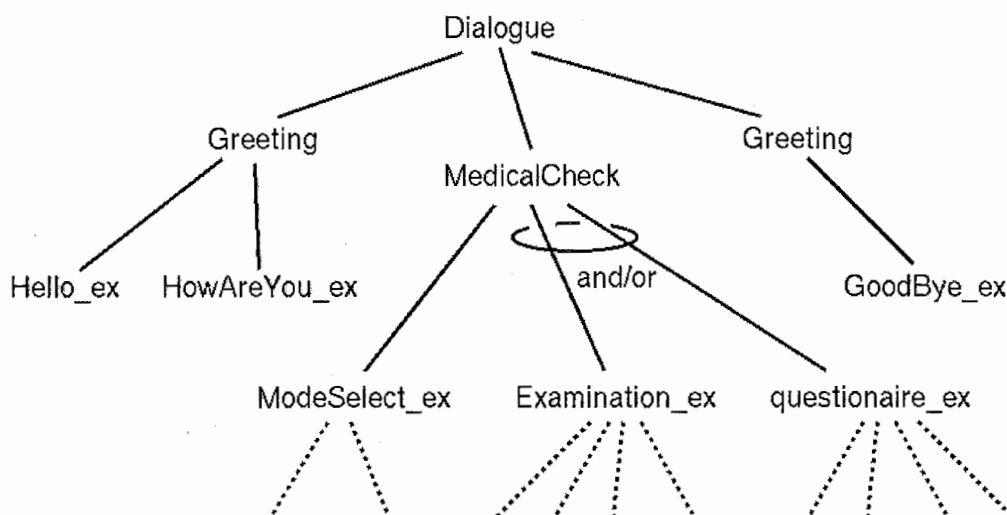 Dialogue
Greeting
Greeting
MedicalCheck
and/or
Hello_ex
HowAreYou_ex
GoodBye_ex
ModeSelect_ex
Examination_ex
questionaire_ex